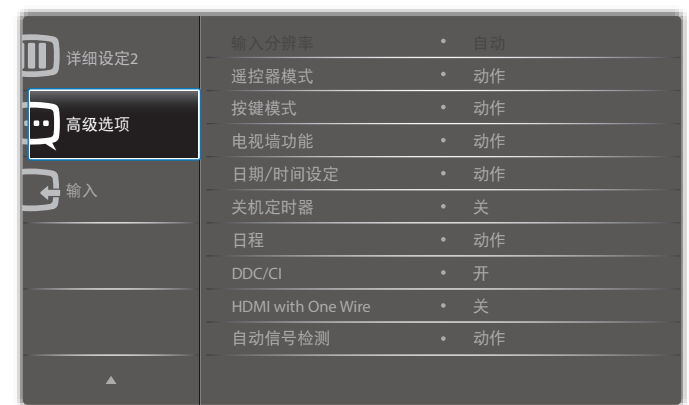 详细设定2
高级选项
输入
输入分辨率 • 自动
遥控器模式 • 动作
按键模式 • 动作
电视墙功能 • 动作
日期/时间设定 • 动作
关机定时器 • 关
日程 • 动作
DDC/CI • 开
HDMI with One Wire • 关
自动信号检测 • 动作